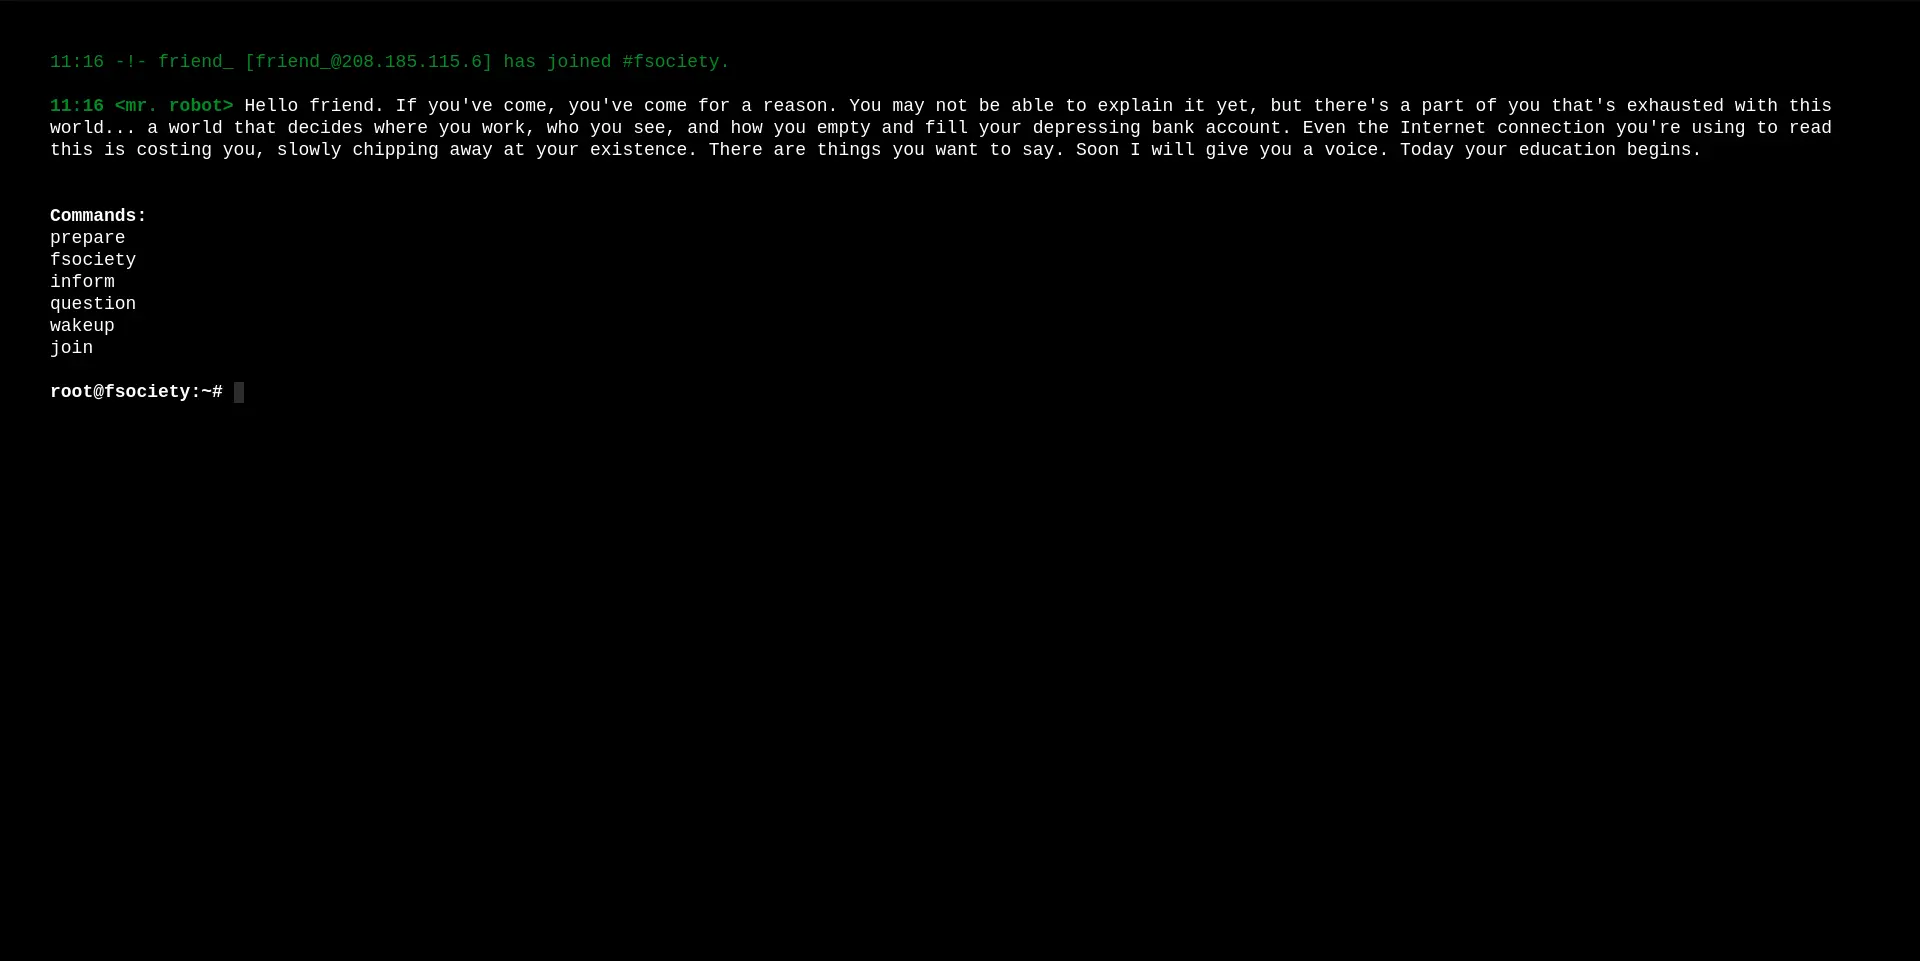 11:16 -!- friend_ [friend_@208.185.115.6] has joined #fsociety.
11:16 <mr. robot> Hello friend. If you've come, you've come for a reason. You may not be able to explain it yet, but there's a part of you that's exhausted with this
world... a world that decides where you work, who you see, and how you empty and fill your depressing bank account. Even the Internet connection you're using to read
this is costing you, slowly chipping away at your existence. There are things you want to say. Soon I will give you a voice. Today your education begins.
Commands:
prepare
fsociety
inform
question
wakeup
join
root@fsociety:~#